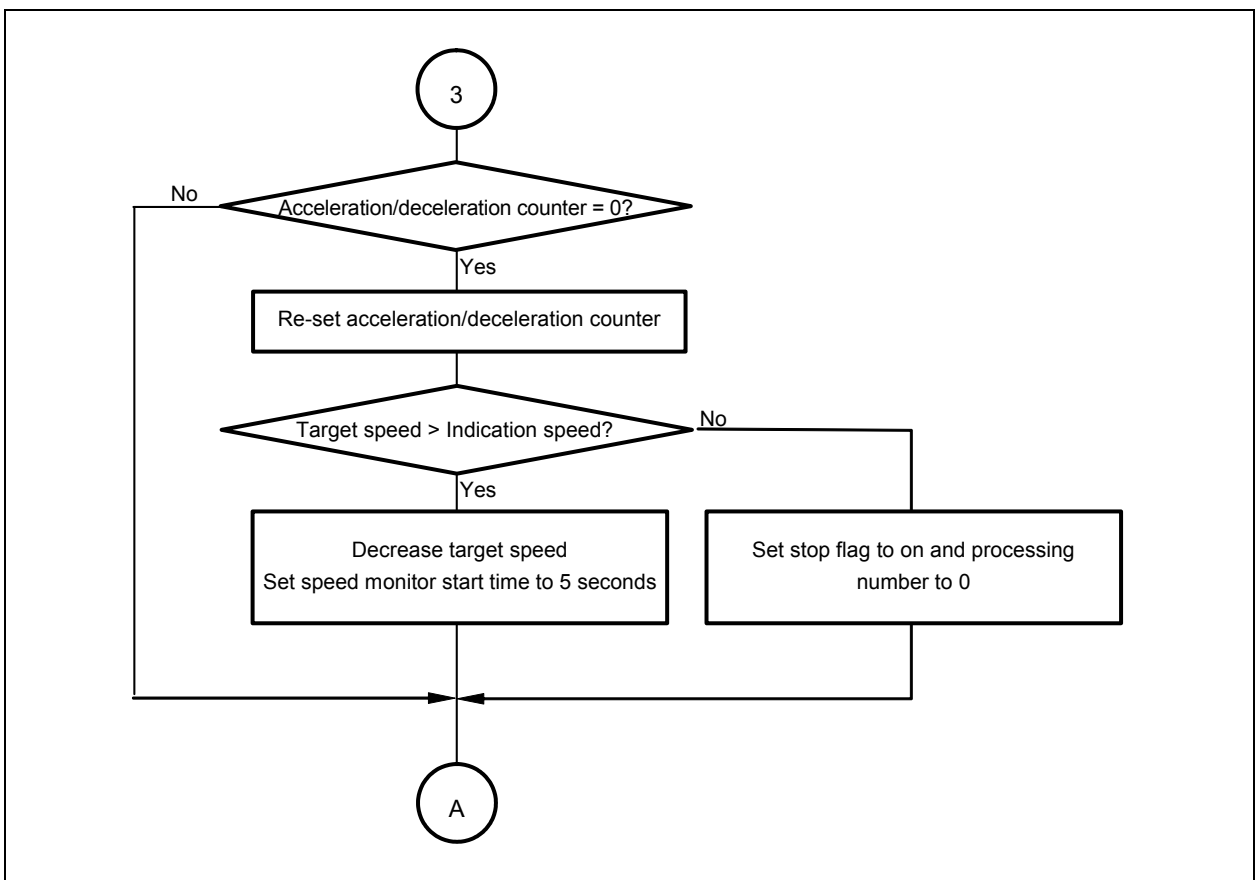 3
No
Acceleration/deceleration counter = 0?
Yes
Re-set acceleration/deceleration counter
Target speed > Indication speed?
No
Yes
Decrease target speed
Set speed monitor start time to 5 seconds
Set stop flag to on and processing
number to 0
A